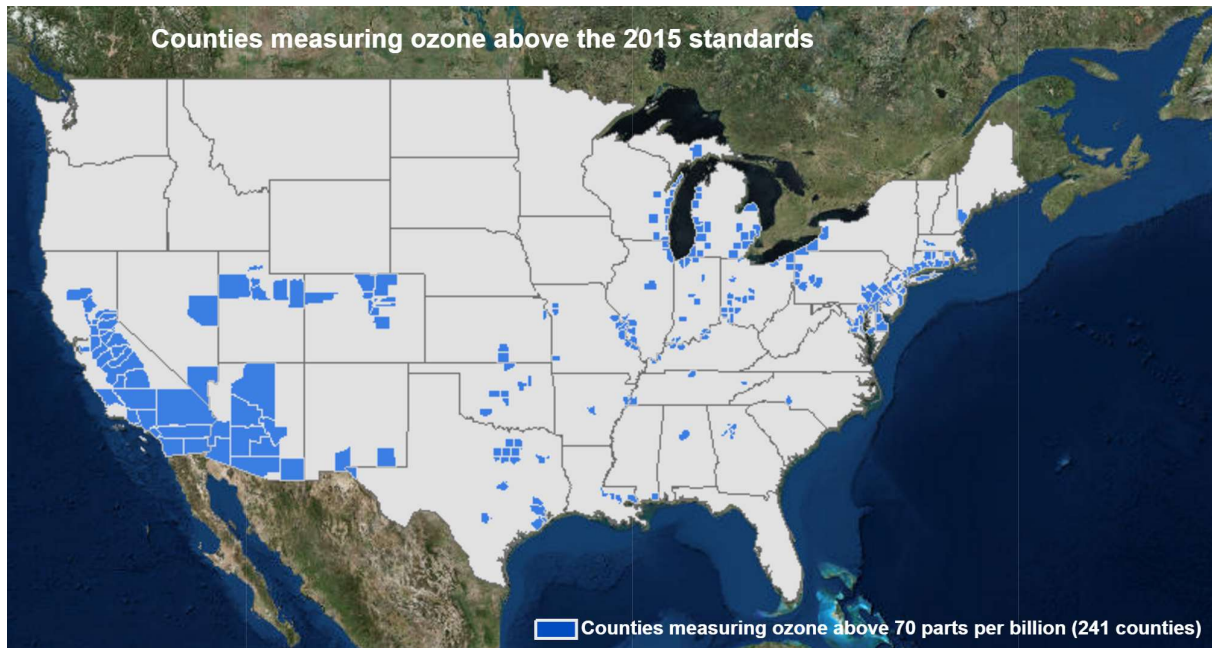 Counties measuring ozone above the 2015 standards
Counties measuring ozone above 70 parts per billion (241 counties)